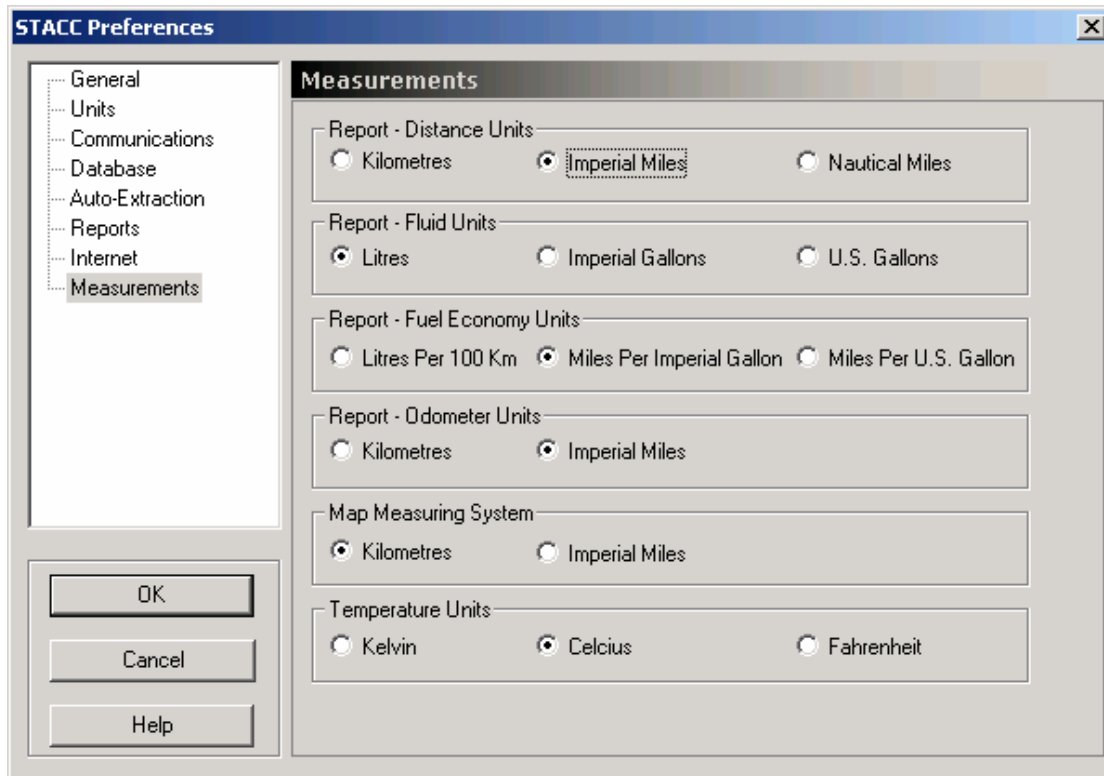 STACC Preferences
General
Units
Communications
Database
Auto-Extraction
Reports
Internet
Measurements
OK
Cancel
Help
Measurements
Report - Distance Units
Kilometres Imperial Miles Nautical Miles
Report - Fluid Units
Litres Imperial Gallons U.S. Gallons
Report - Fuel Economy Units
Litres Per 100 Km Miles Per Imperial Gallon Miles Per U.S. Gallon
Report - Odometer Units
Kilometres Imperial Miles
Map Measuring System
Kilometres Imperial Miles
Temperature Units
Kelvin Celcius Fahrenheit